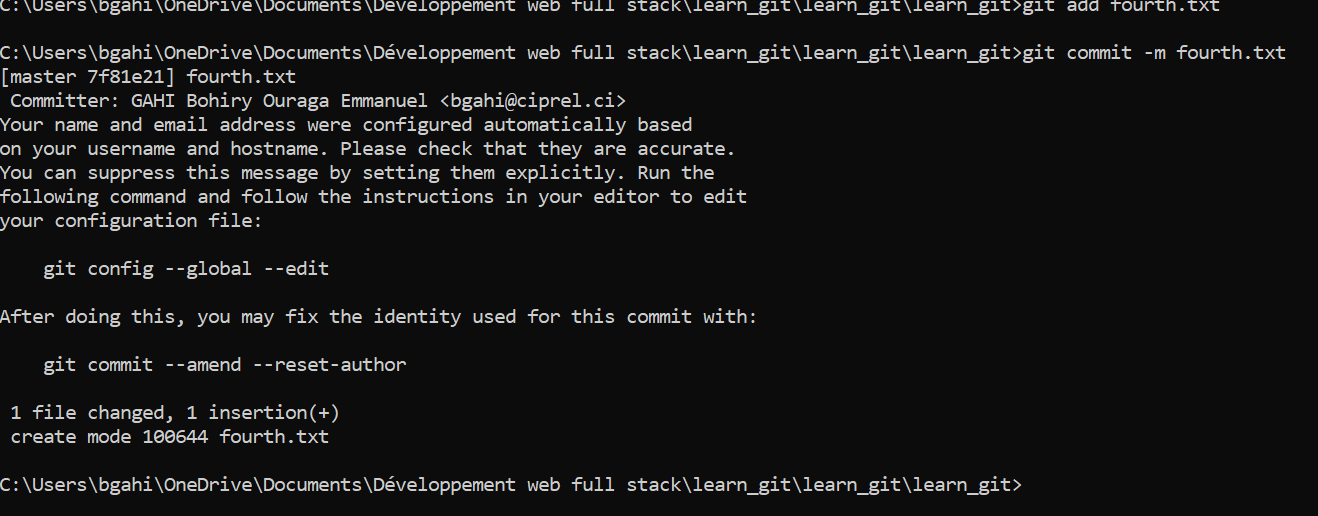 C:\Users\bgahi\OneDrive\Documents\Développement web full stack\learn_git\learn_git\learn_git>git add fourth.txt
C:\Users\bgahi\OneDrive\Documents\Développement web full stack\learn_git\learn_git\learn_git>git commit -m fourth.txt
[master 7f81e21] fourth.txt
 Committer: GAHI Bohiry Ouraga Emmanuel <bgahi@ciprel.ci>
Your name and email address were configured automatically based
on your username and hostname. Please check that they are accurate.
You can suppress this message by setting them explicitly. Run the
following command and follow the instructions in your editor to edit
your configuration file:
    git config --global --edit
After doing this, you may fix the identity used for this commit with:
    git commit --amend --reset-author
 1 file changed, 1 insertion(+)
 create mode 100644 fourth.txt
C:\Users\bgahi\OneDrive\Documents\Développement web full stack\learn_git\learn_git\learn_git>